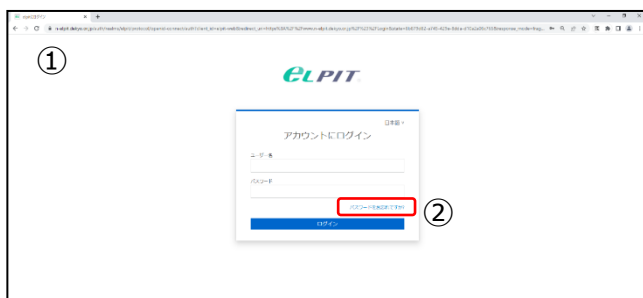 ①
eLPIT
日本語
アカウントにログイン
ユーザー名
パスワード
パスワードをお忘れですか?
②
ログイン